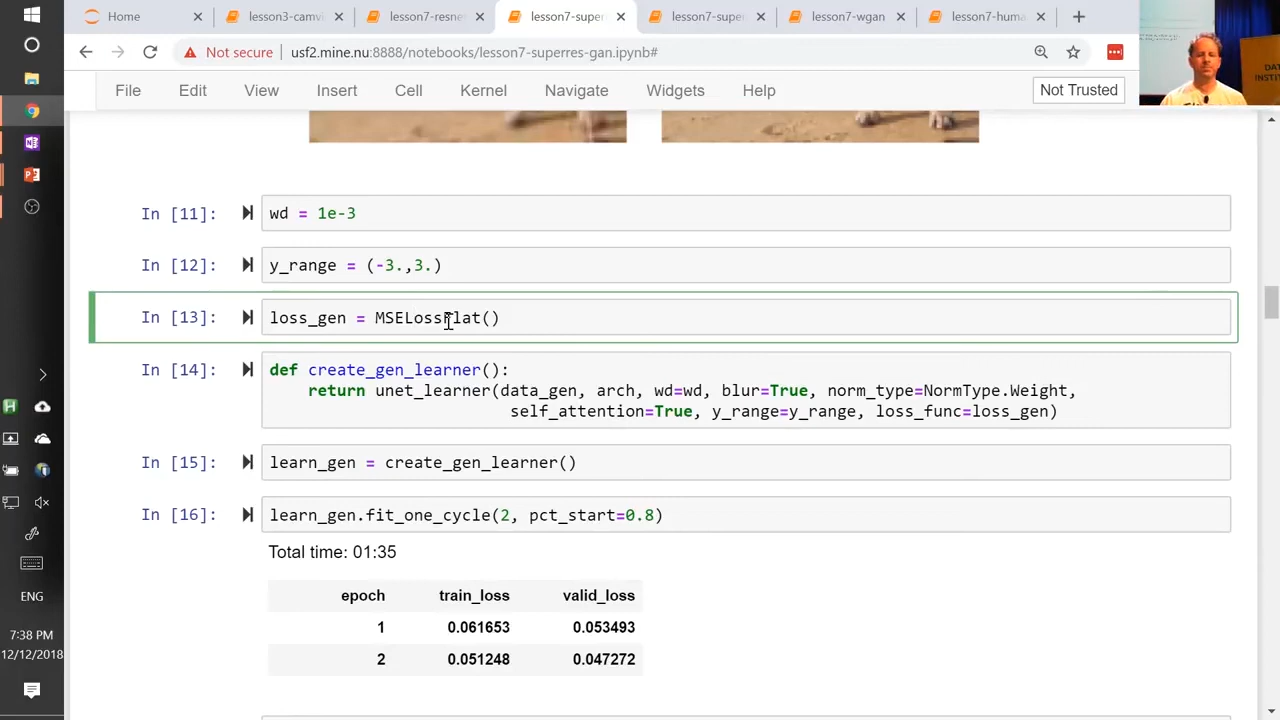 Home
lesson3-camvi
lesson7-resne
lesson7-super
lesson7-supe
lesson7-wgan
lesson7-huma
Not secure
usf2.mine.nu:8888/notebooks/lesson7-superres-gan.ipynb#
File Edit View Insert Cell Kernel Navigate Widgets Help
Not Trusted
DATA
INSTIT
In [11]: wd = 1e-3
In [12]: y_range = (-3.,3.)
In [13]: loss_gen = MSELossFlat()
In [14]: def create_gen_learner():
return unet_learner(data_gen, arch, wd=wd, blur=True, norm_type=NormType.Weight,
self_attention=True, y_range=y_range, loss_func=loss_gen)
In [15]: learn_gen = create_gen_learner()
In [16]: learn_gen.fit_one_cycle(2, pct_start=0.8)
Total time: 01:35
epoch train_loss valid_loss
1 0.061653 0.053493
2 0.051248 0.047272
ENG
7:38 PM
12/12/2018